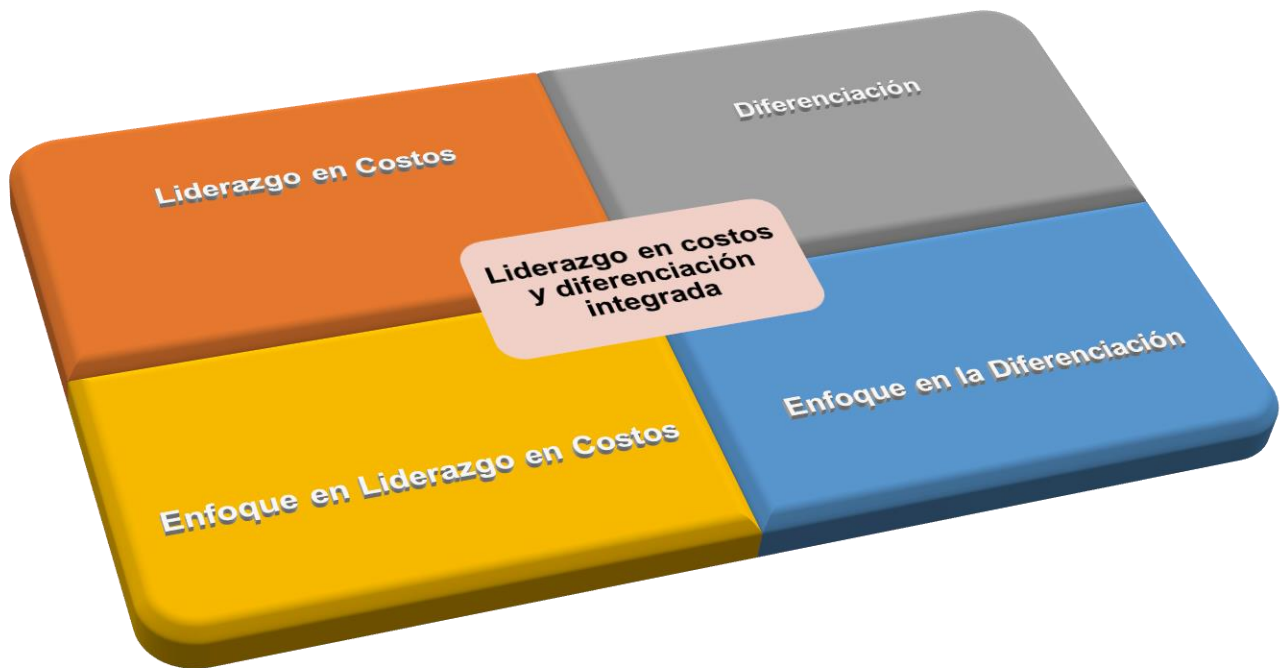 Liderazgo en Costos
Diferenciación
Liderazgo en costos
y diferenciación
integrada
Enfoque en Liderazgo en Costos
Enfoque en la Diferenciación